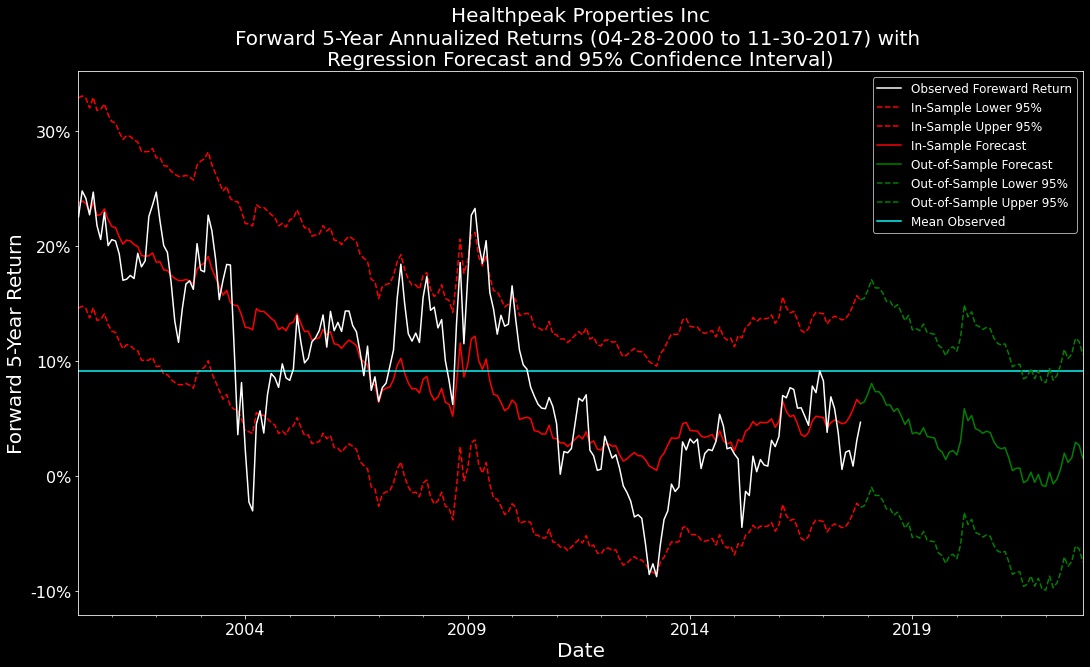 Healthpeak Properties Inc
Forward 5-Year Annualized Returns (04-28-2000 to 11-30-2017) with
Regression Forecast and 95% Confidence Interval)
Observed Foreward Return
In-Sample Lower 95%
In-Sample Upper 95%
In-Sample Forecast
Out-of-Sample Forecast
Out-of-Sample Lower 95%
Out-of-Sample Upper 95%
Mean Observed
Forward 5-Year Return
30%
20%
10%
0%
-10%
2004
2009
2014
2019
Date